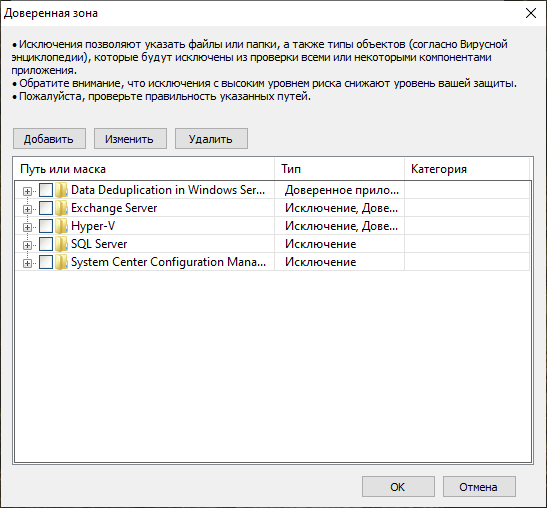 Доверенная зона
• Исключения позволяют указать файлы или папки, а также типы объектов (согласно Вирусной
энциклопедии), которые будут исключены из проверки всеми или некоторыми компонентами
приложения.
• Обратите внимание, что исключения с высоким уровнем риска снижают уровень вашей защиты.
• Пожалуйста, проверьте правильность указанных путей.
Добавить Изменить Удалить
Путь или маска Тип Категория
Data Deduplication in Windows Ser... Доверенное прило...
Exchange Server Исключение, Дове...
Hyper-V Исключение, Дове...
SQL Server Исключение
System Center Configuration Mana... Исключение
OK Отмена